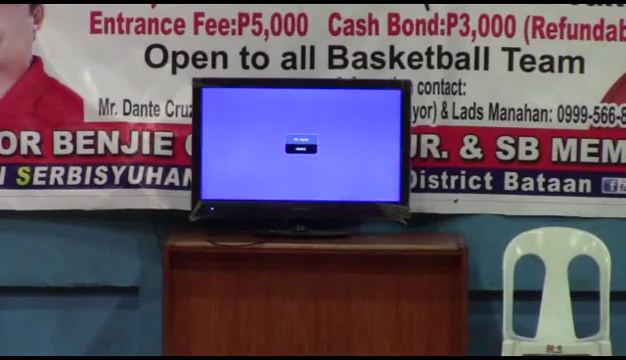 Entrance Fee:P5,000 Cash Bond:P3,000 (Refundab
Open to all Basketball Team
contact:
Mr. Dante Cruz
yor) & Lads Manahan: 0999-566-8
OR BENJIE
JR. & SB MEM
SERBISYUHAN
District Bataan
BLS